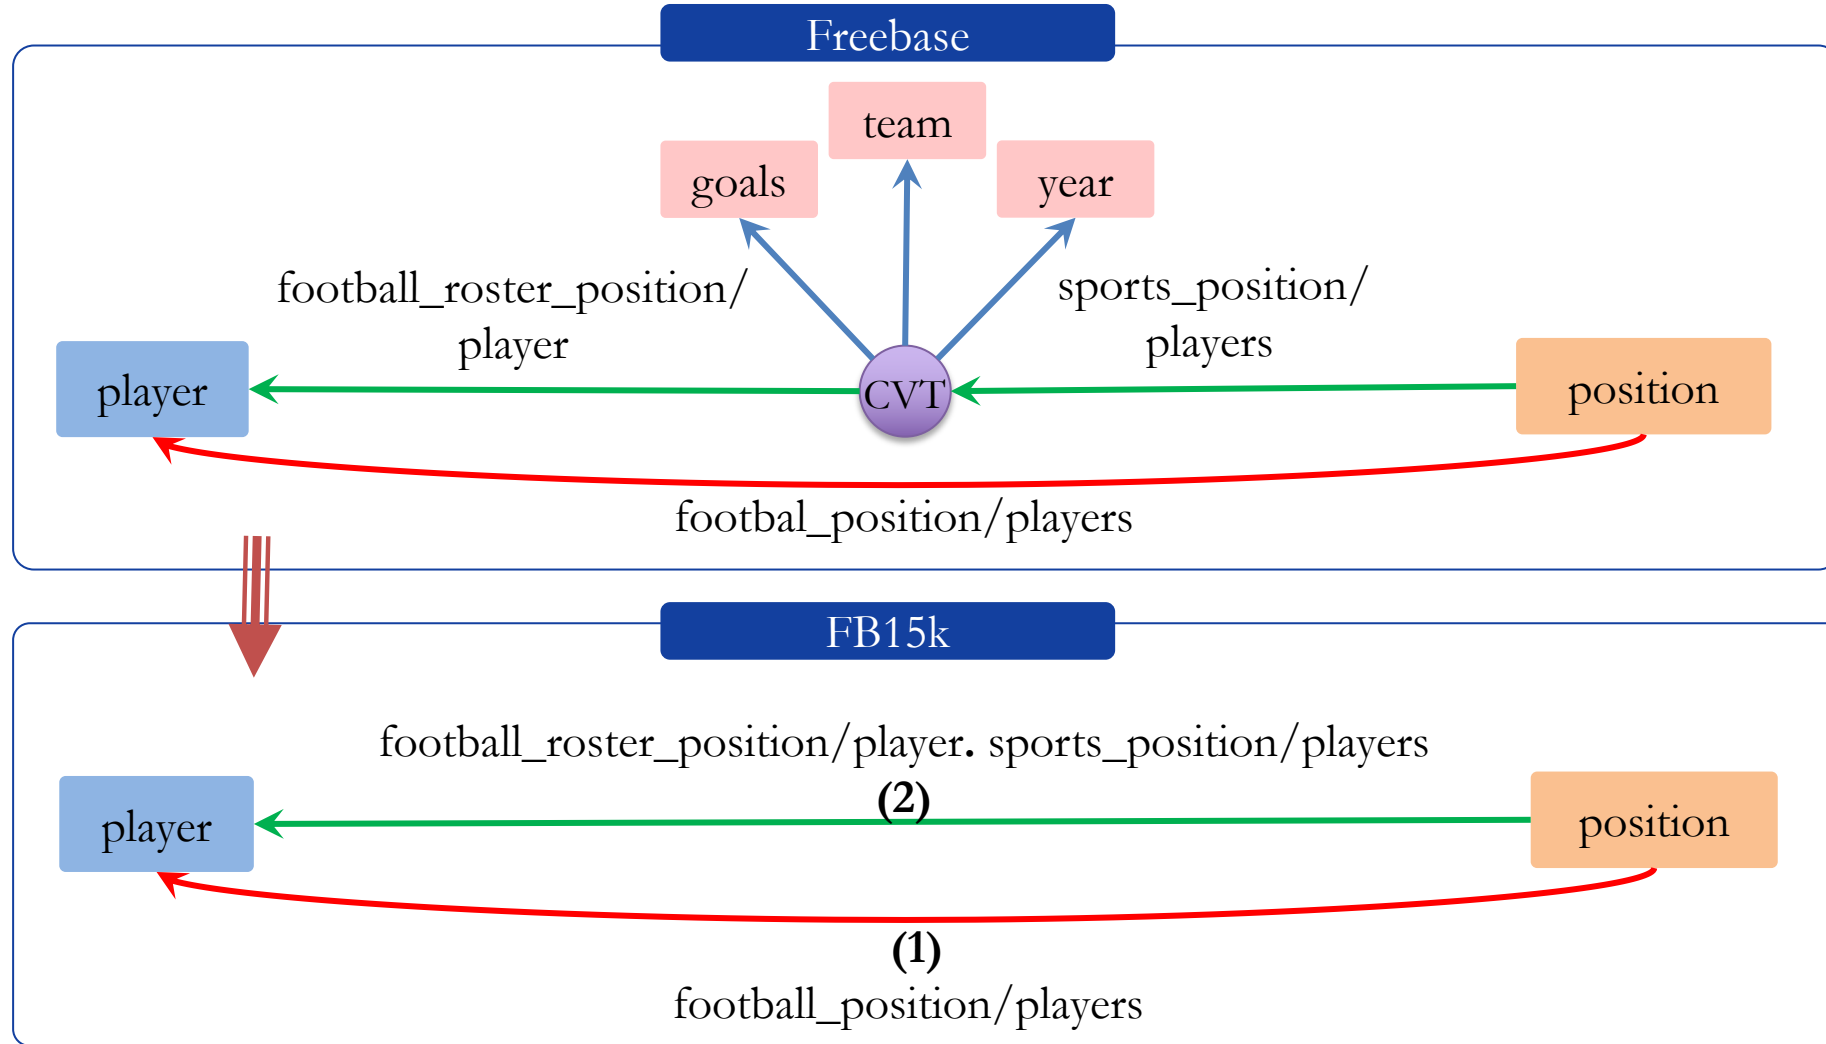 Freebase
team
goals
year
football_roster_position/
player
sports_position/
players
player
CVT
position
footbal_position/players
FB15k
football_roster_position/player. sports_position/players
(2)
player
position
(1)
football_position/players